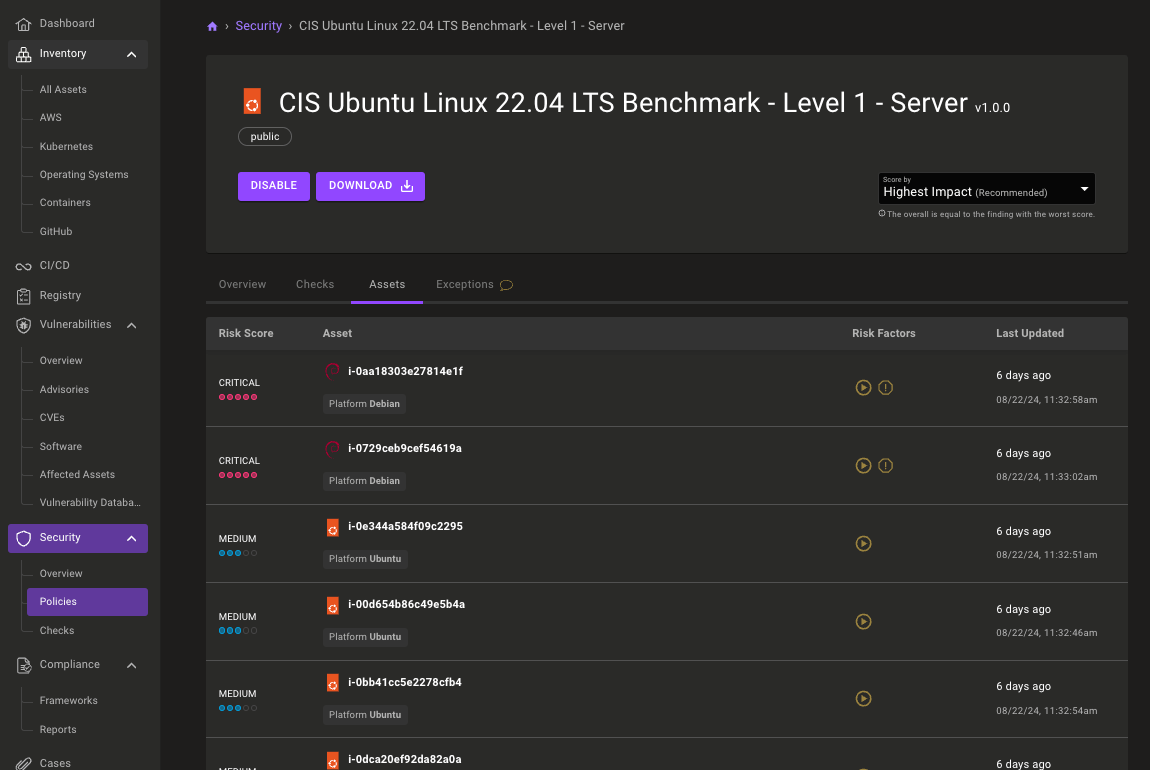 Dashboard
Inventory
All Assets
AWS
Kubernetes
Operating Systems
Containers
GitHub
CI/CD
Registry
Vulnerabilities
Overview
Advisories
CVEs
Software
Affected Assets
Vulnerability Databa...
Security
Overview
Policies
Checks
Compliance
Frameworks
Reports
Cases
› Security › CIS Ubuntu Linux 22.04 LTS Benchmark - Level 1 - Server
CIS Ubuntu Linux 22.04 LTS Benchmark - Level 1 - Server v1.0.0
public
DISABLE DOWNLOAD
Score by
Highest Impact (Recommended)
The overall is equal to the finding with the worst score.
Overview Checks Assets Exceptions
Risk Score Asset Risk Factors Last Updated
CRITICAL
i-0aa18303e27814e1f
Platform Debian
6 days ago
08/22/24, 11:32:58am
CRITICAL
i-0729ceb9cef54619a
Platform Debian
6 days ago
08/22/24, 11:33:02am
MEDIUM
i-0e344a584f09c2295
Platform Ubuntu
6 days ago
08/22/24, 11:32:51am
MEDIUM
i-00d654b86c49e5b4a
Platform Ubuntu
6 days ago
08/22/24, 11:32:46am
MEDIUM
i-0bb41cc5e2278cfb4
Platform Ubuntu
6 days ago
08/22/24, 11:32:54am
MEDIUM
i-0dca20ef92da82a0a
6 days ago